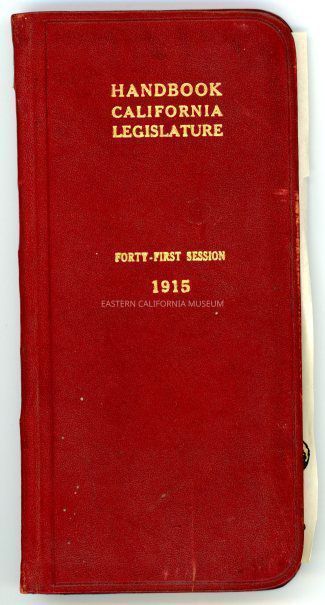 HANDBOOK
CALIFORNIA
LEGISLATURE
FORTY-FIRST SESSION
1915
EASTERN CALIFORNIA MUSEUM